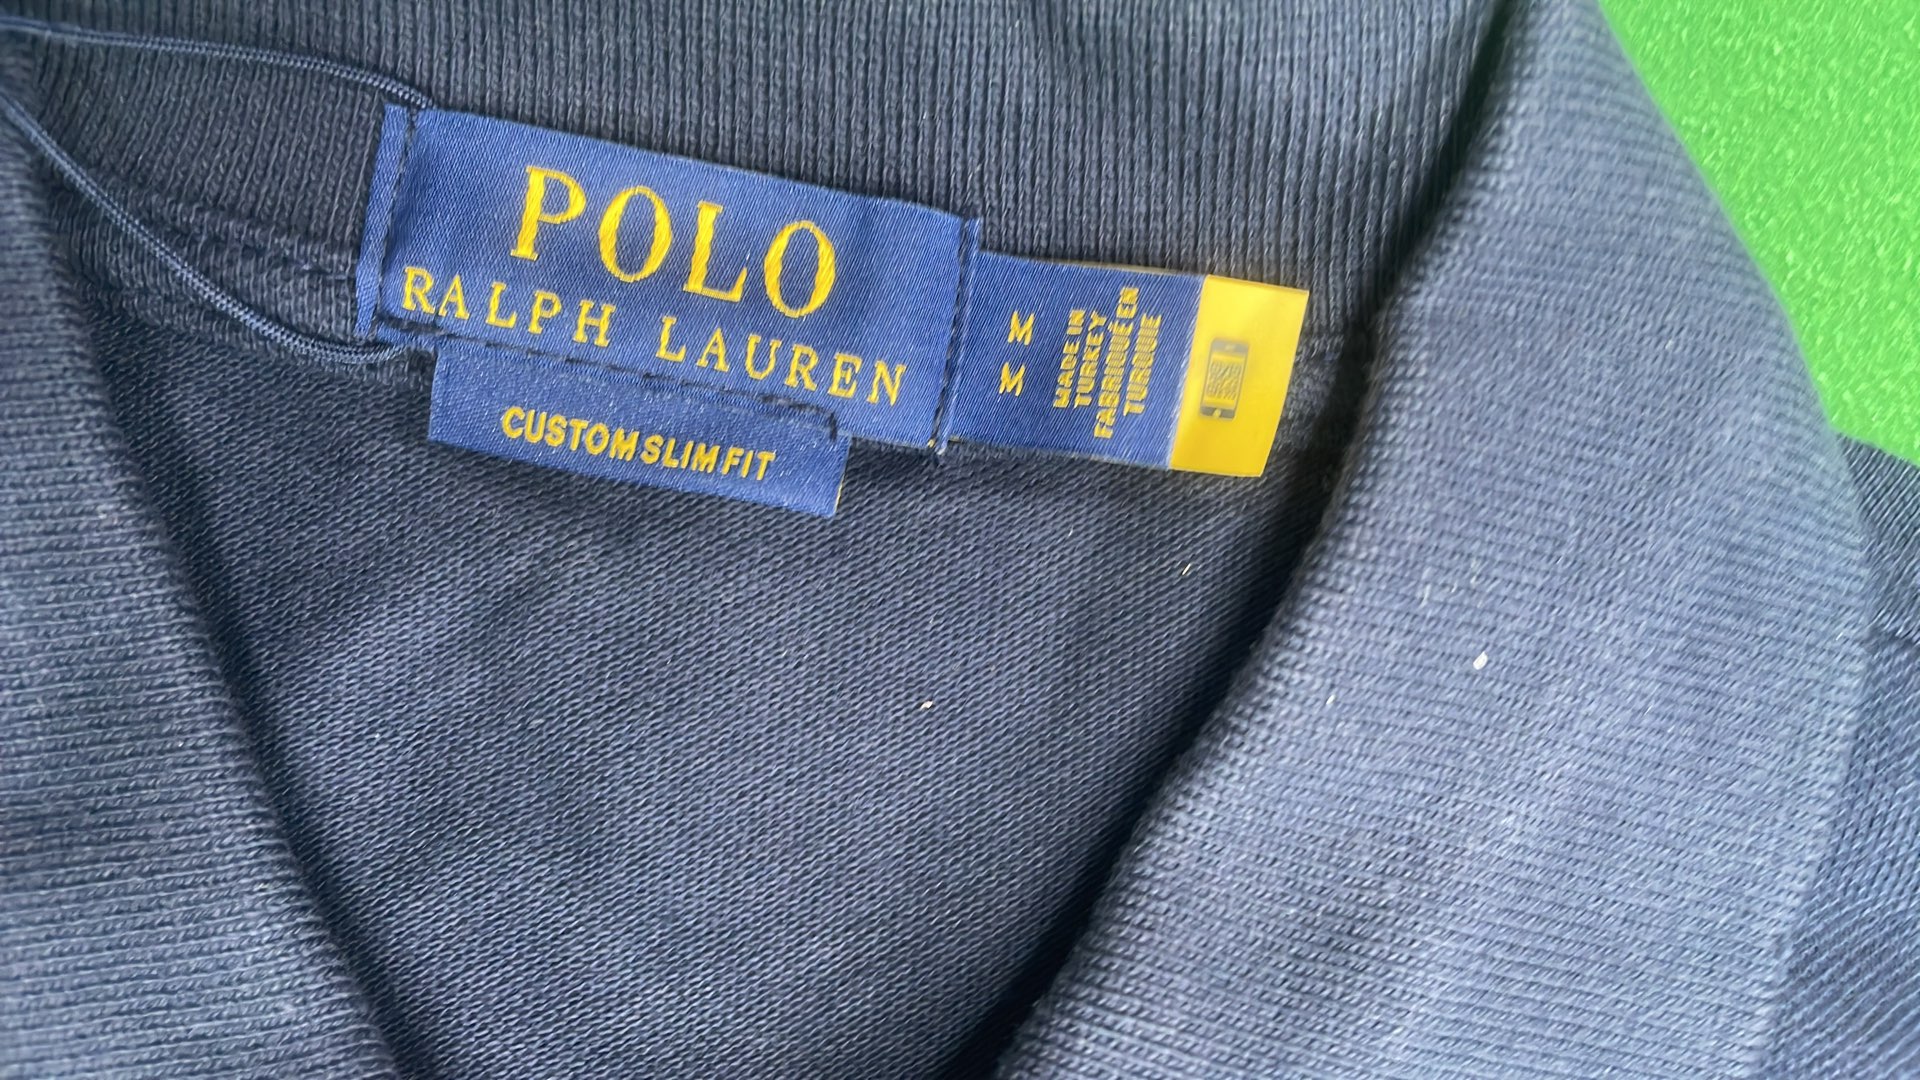 POLO
RALPH LAUREN
CUSTOM SLIM FIT
M
M
MADE IN
TURKEY
FABRIQUÉ EN
TURQUIE